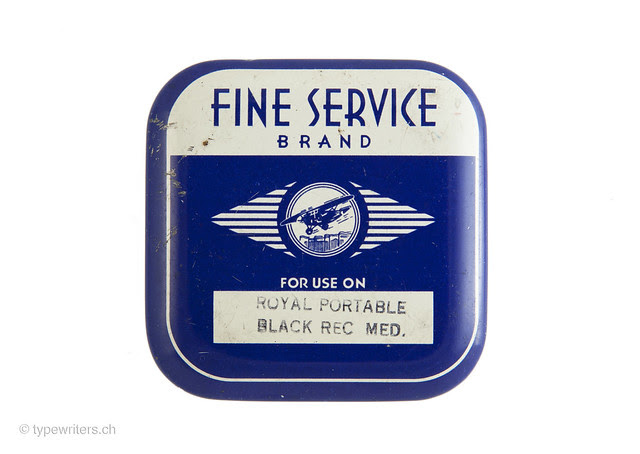 FINE SERVICE
BRAND
FOR USE ON
ROYAL PORTABLE
BLACK REC MED.
© typewriters.ch